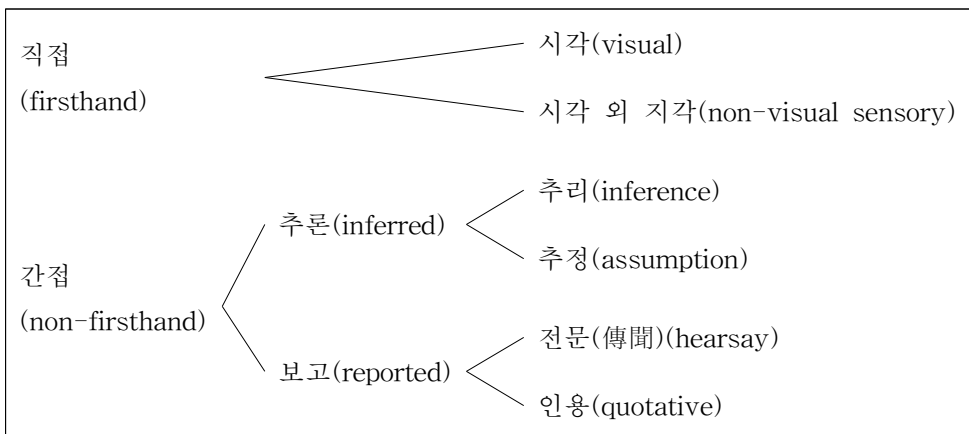 직접
(firsthand)
시각(visual)
시각 외 지각(non-visual sensory)
간접
(non-firsthand)
추론(inferred)
추리(inference)
추정(assumption)
보고(reported)
전문(傳聞)(hearsay)
인용(quotative)